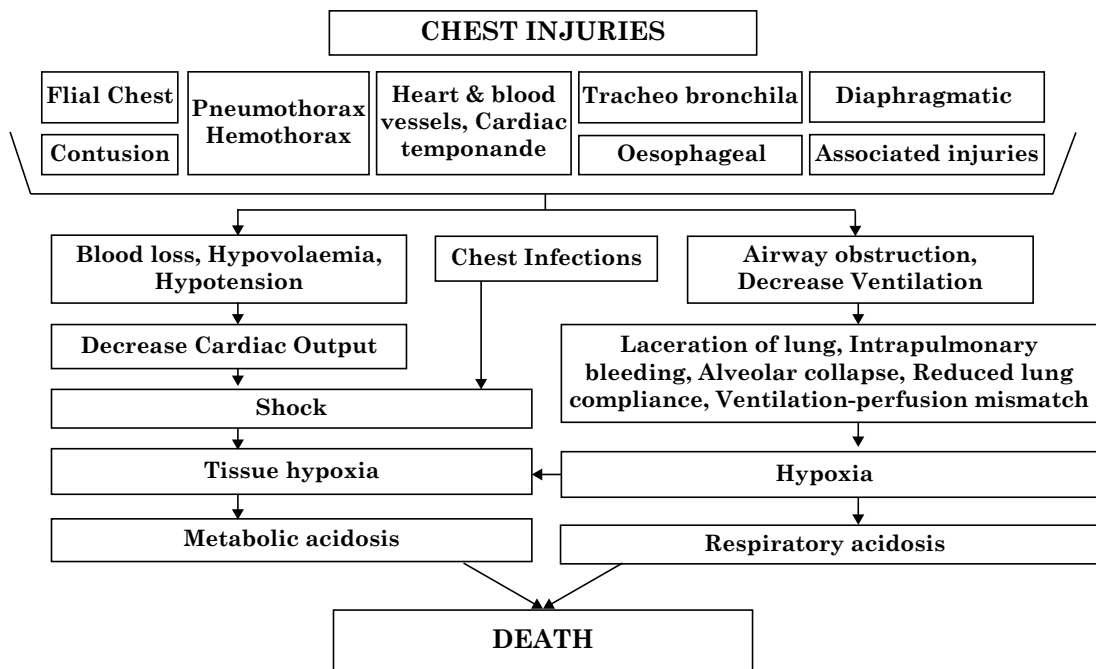 CHEST INJURIES
Flial Chest
Contusion
Pneumothorax
Hemothorax
Heart & blood
vessels, Cardiac
temponande
Tracheo bronchila
Oesophageal
Diaphragmatic
Associated injuries
Blood loss, Hypovolaemia,
Hypotension
Chest Infections
Airway obstruction,
Decrease Ventilation
Decrease Cardiac Output
Laceration of lung, Intrapulmonary
bleeding, Alveolar collapse, Reduced lung
compliance, Ventilation-perfusion mismatch
Shock
Tissue hypoxia
Hypoxia
Metabolic acidosis
Respiratory acidosis
DEATH